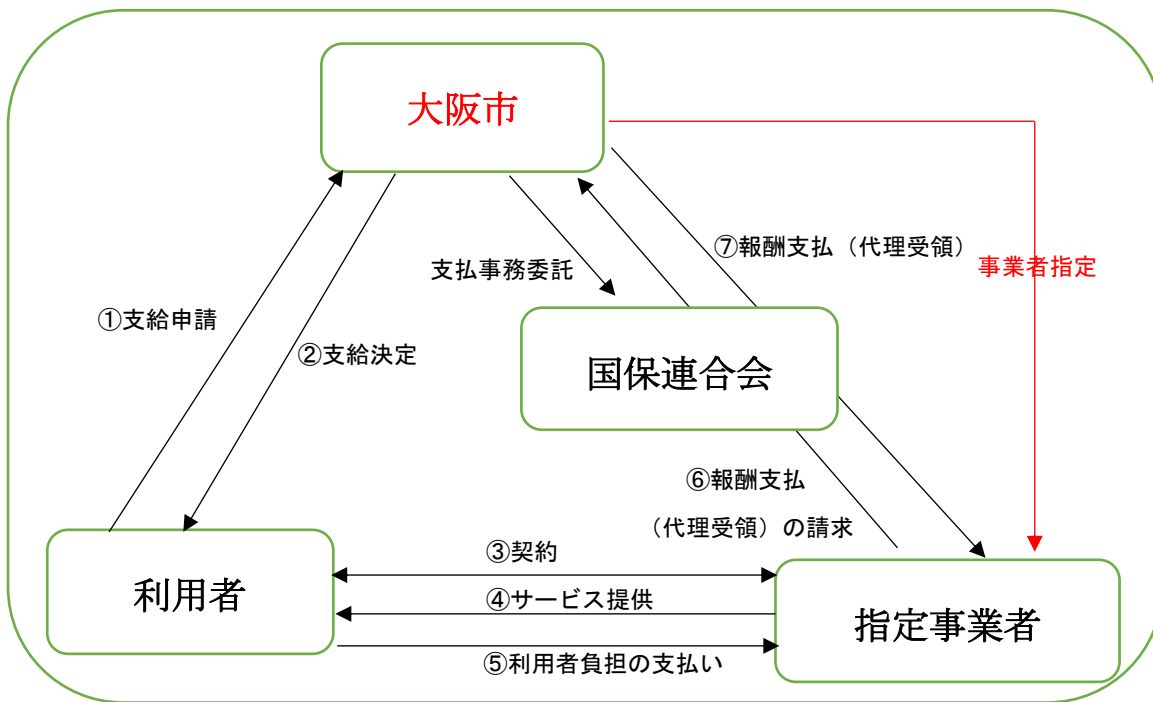 大阪市
⑦報酬支払（代理受領）
支払事務委託
事業者指定
①支給申請
②支給決定
国保連合会
⑥報酬支払
（代理受領）の請求
③契約
利用者
④サービス提供
指定事業者
⑤利用者負担の支払い